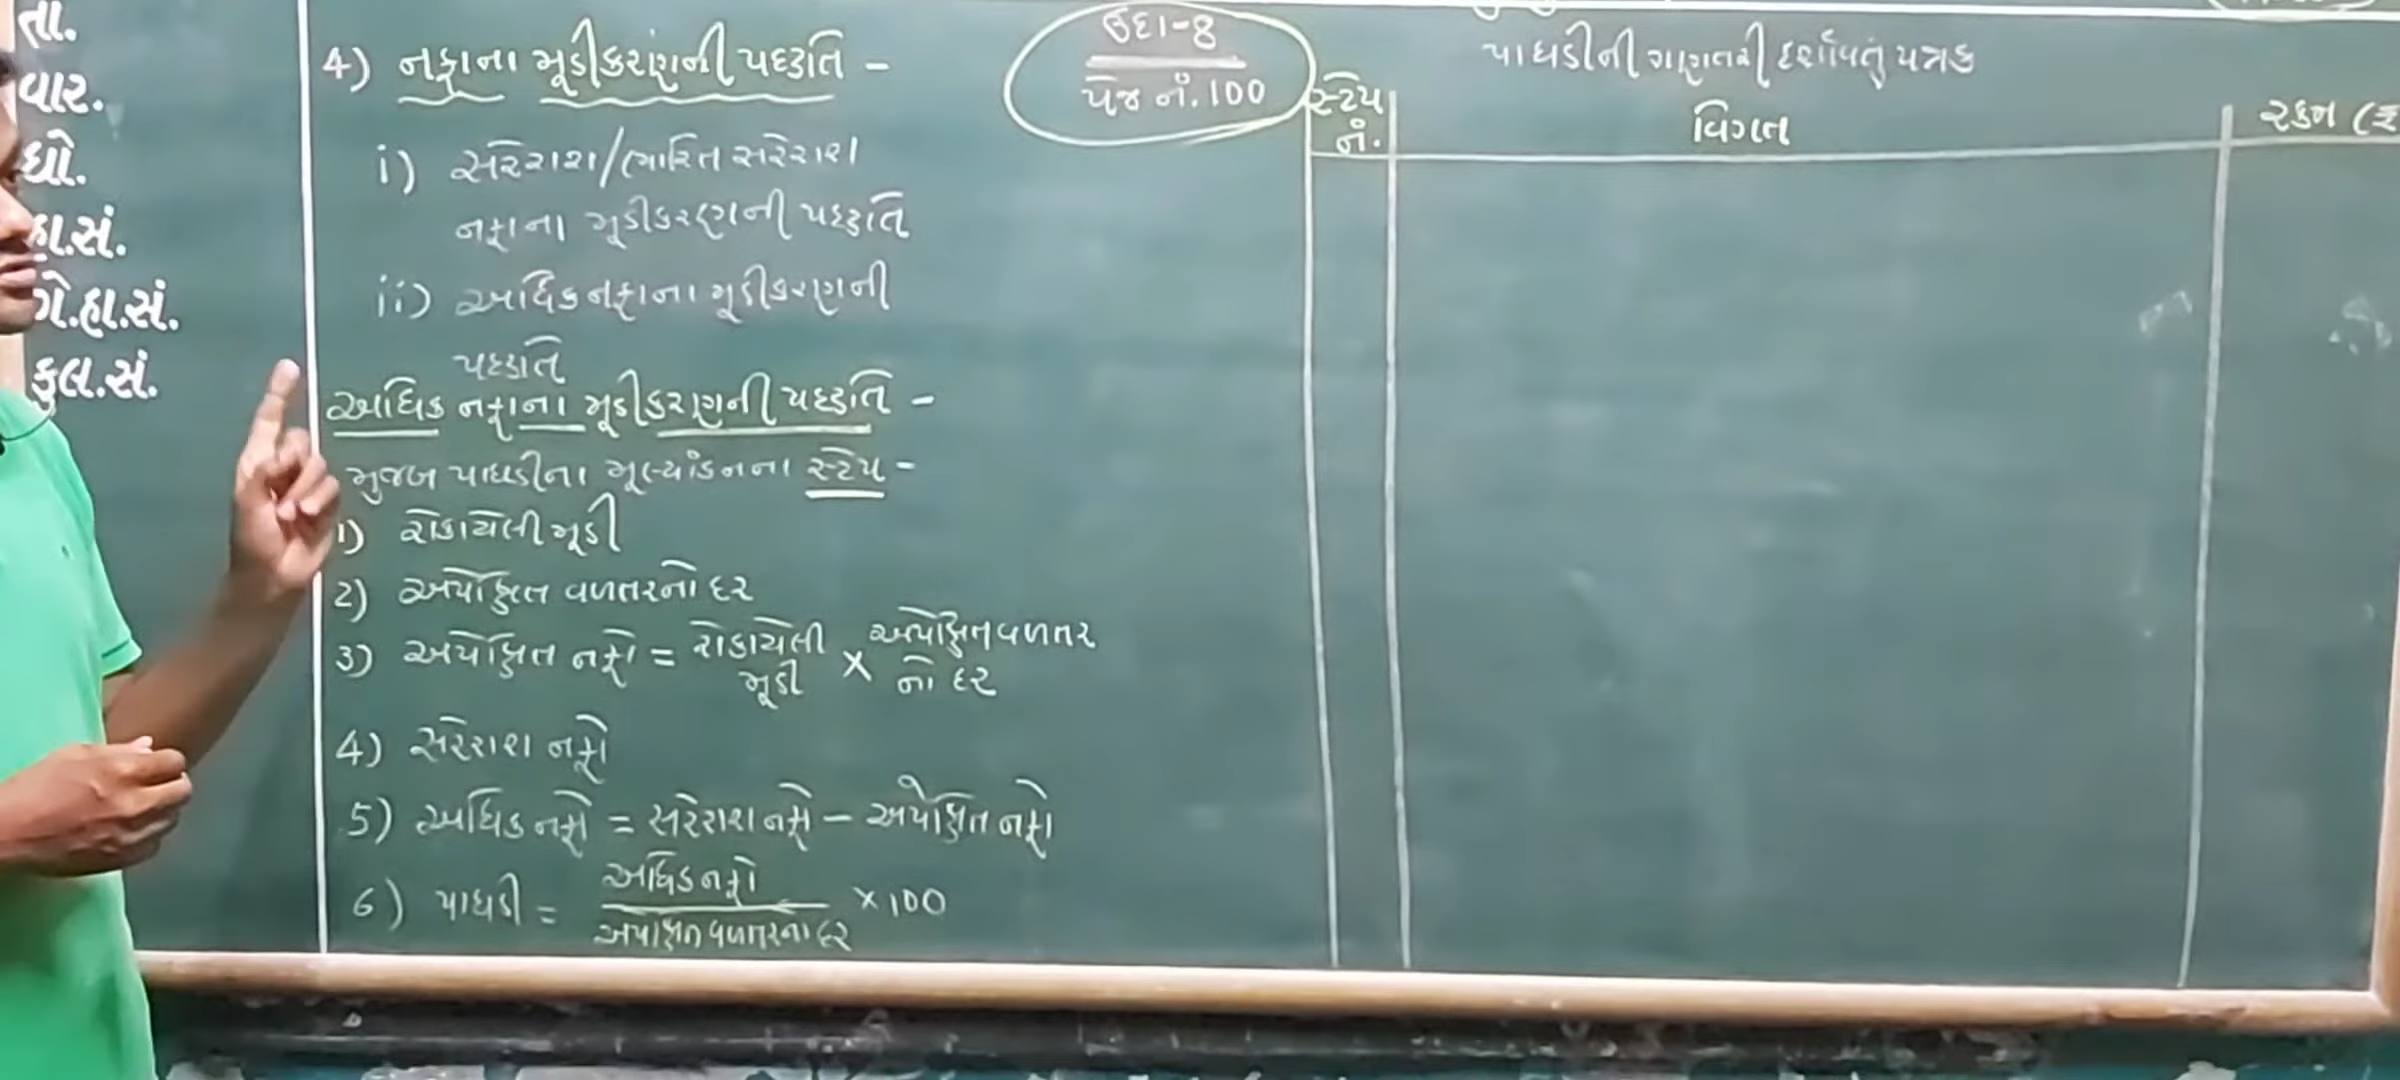 તા.
વાર.
ધો.
હા.સં.
ગે.હા.સં.
કુલ.સં.
4) નફાના મૂડીકરણની પદ્ધતિ -
i) સરેરાશ/ભારિત સરેરાશ
નફાના મૂડીકરણની પદ્ધતિ
ii) અધિક નફાના મૂડીકરણની
પદ્ધતિ
અધિક નફાના મૂડીકરણની પદ્ધતિ -
મુજબ પાઘડીના મૂલ્યાંકનના સ્ટેપ -
1) રોકાયેલી મૂડી
2) અપેક્ષિત વળતરનો દર
3) અપેક્ષિત નફો = રોકાયેલી મૂડી × અપેક્ષિત વળતર નો દર
4) સરેરાશ નફો
5) અધિક નફો = સરેરાશ નફો - અપેક્ષિત નફો
6) પાઘડી = અધિક નફો / અપેક્ષિત વળતરના દર × 100
ઉદા-8
પેજ નં. 100
પાઘડીની ગણતરી દર્શાવતું પત્રક
સ્ટેપ નં. વિગત રકમ (₹